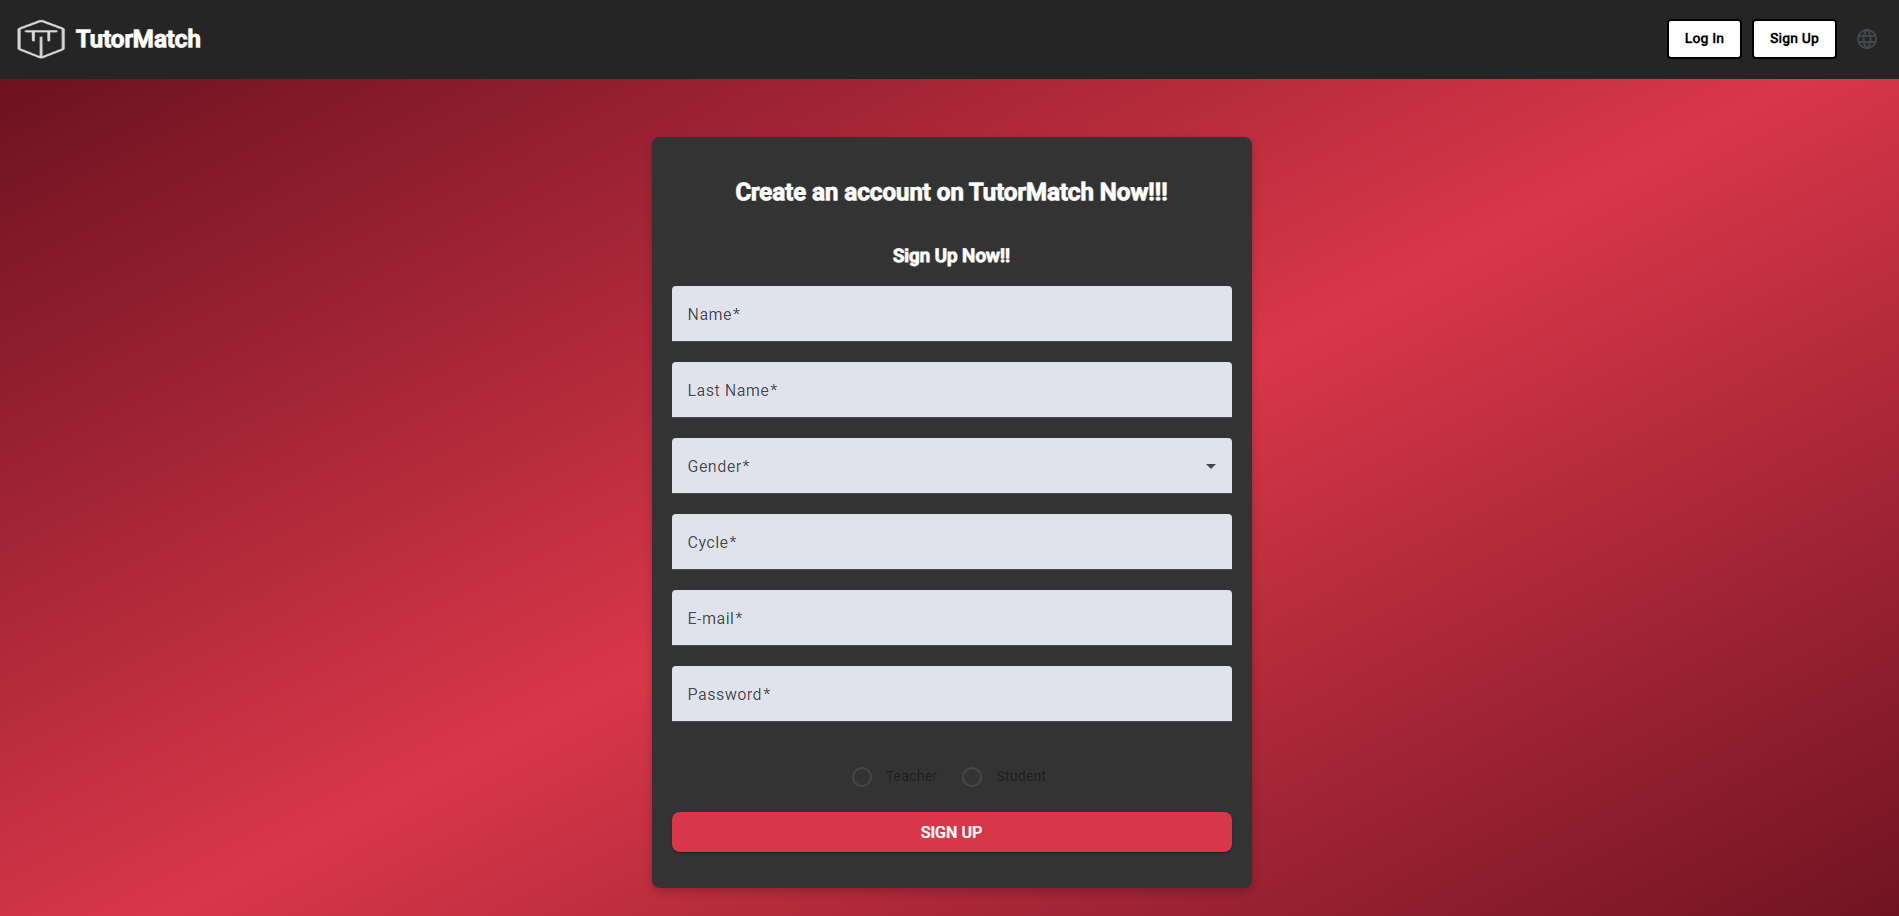 TutorMatch
Log In
Sign Up
Create an account on TutorMatch Now!!!
Sign Up Now!!
Name*
Last Name*
Gender*
Cycle*
E-mail*
Password*
Teacher Student
SIGN UP